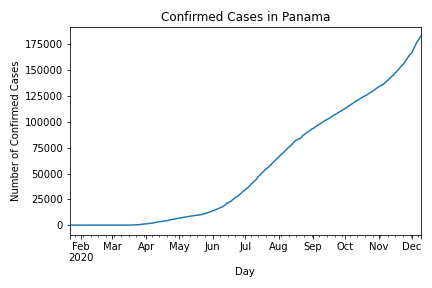 Confirmed Cases in Panama
Number of Confirmed Cases
175000
150000
125000
100000
75000
50000
25000
0
Feb Mar Apr May Jun Jul Aug Sep Oct Nov Dec
2020
Day